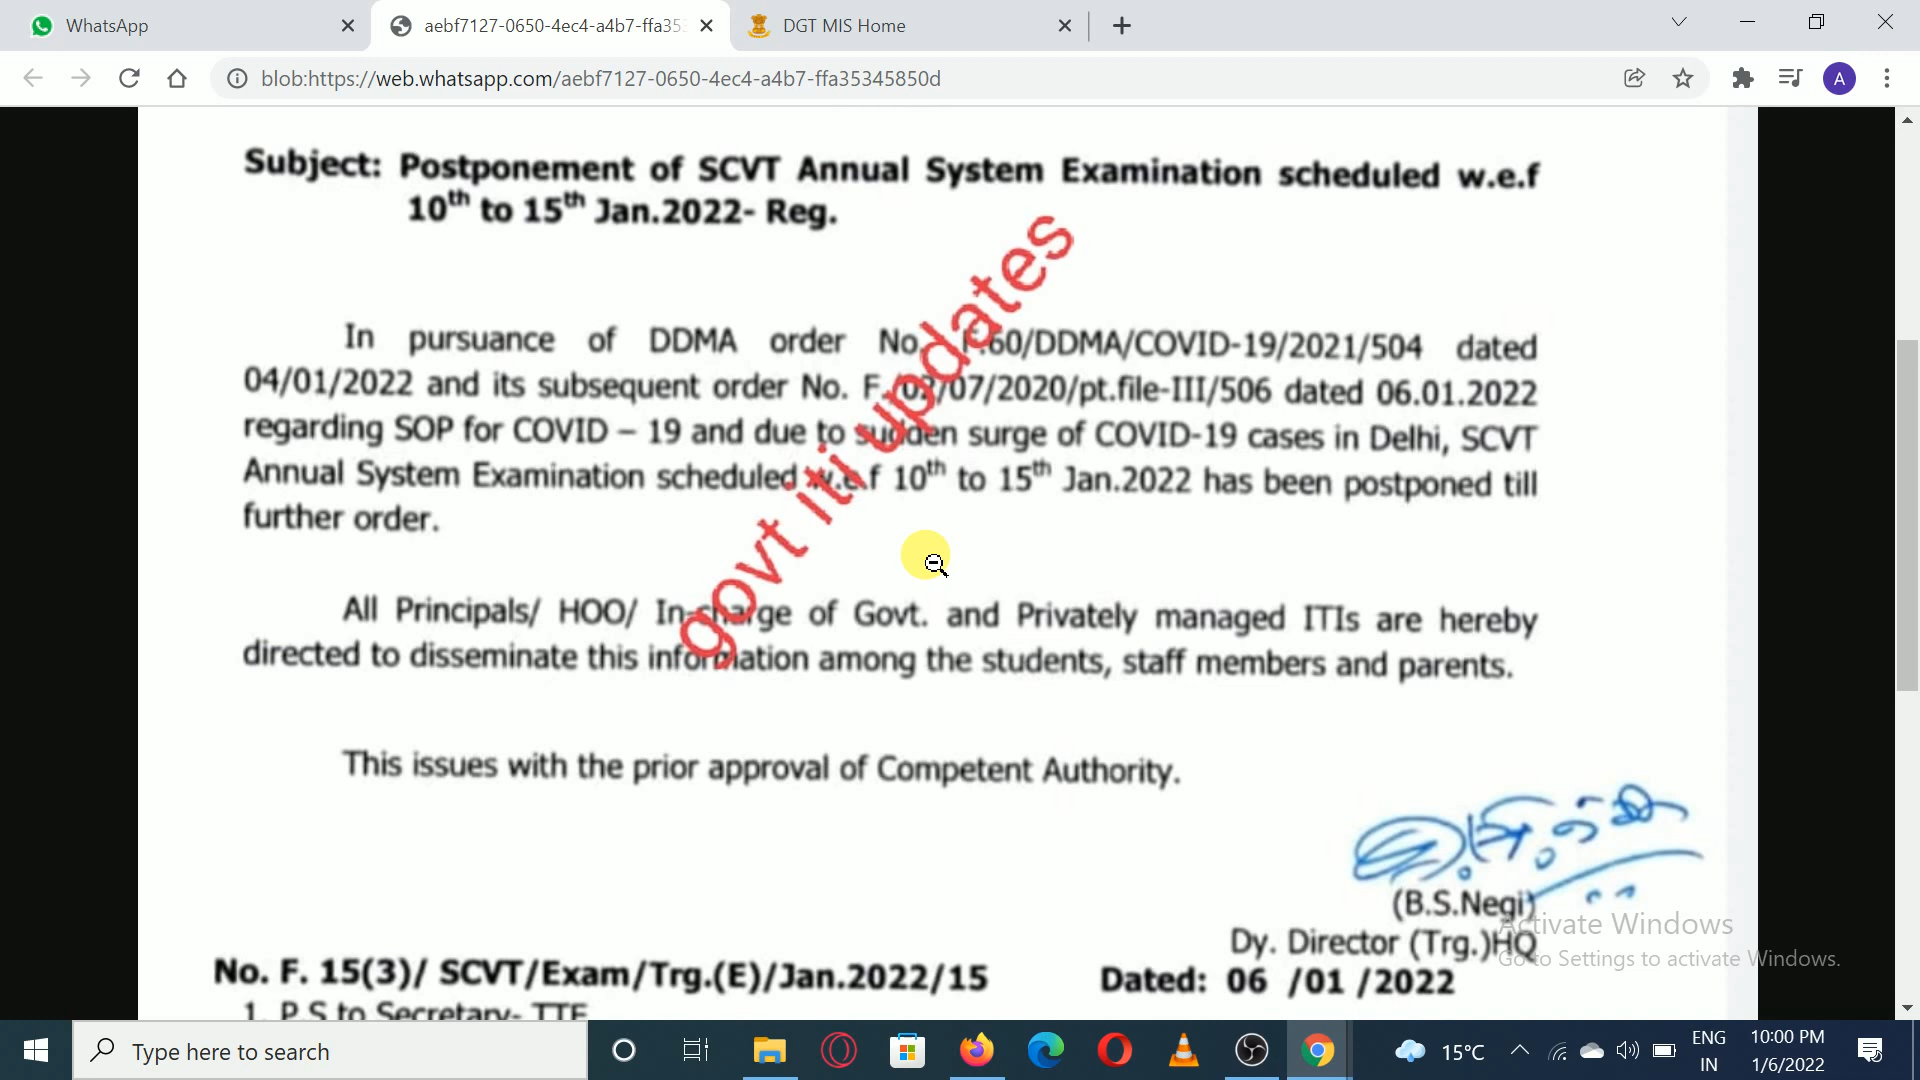 WhatsApp
aebf7127-0650-4ec4-a4b7-ffa353
DGT MIS Home
blob:https://web.whatsapp.com/aebf7127-0650-4ec4-a4b7-ffa35345850d
A
Subject: Postponement of SCVT Annual System Examination scheduled w.e.f
10th to 15th Jan.2022- Reg.
In pursuance of DDMA order No. F.60/DDMA/COVID-19/2021/504 dated
04/01/2022 and its subsequent order No. F. 02/07/2020/pt.file-III/506 dated 06.01.2022
regarding SOP for COVID – 19 and due to sudden surge of COVID-19 cases in Delhi, SCVT
Annual System Examination scheduled w.e.f 10th to 15th Jan.2022 has been postponed till
further order.
govt iti updates
All Principals/ HOO/ In-charge of Govt. and Privately managed ITIs are hereby
directed to disseminate this information among the students, staff members and parents.
This issues with the prior approval of Competent Authority.
(B.S.Negi)
Dy. Director (Trg.)HQ
No. F. 15(3)/ SCVT/Exam/Trg.(E)/Jan.2022/15 Dated: 06 /01 /2022
1. P.S to Secretary- TTE
Activate Windows
Go to Settings to activate Windows.
Type here to search
15°C
ENG
IN
10:00 PM
1/6/2022